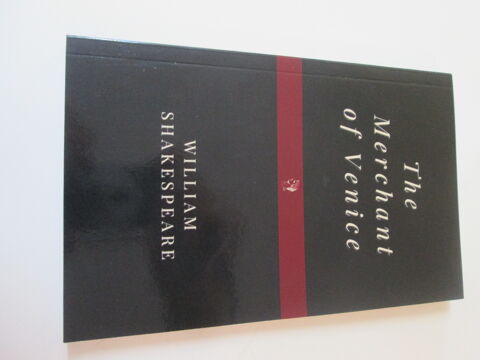 The
Merchant
of Venice
WILLIAM
SHAKESPEARE